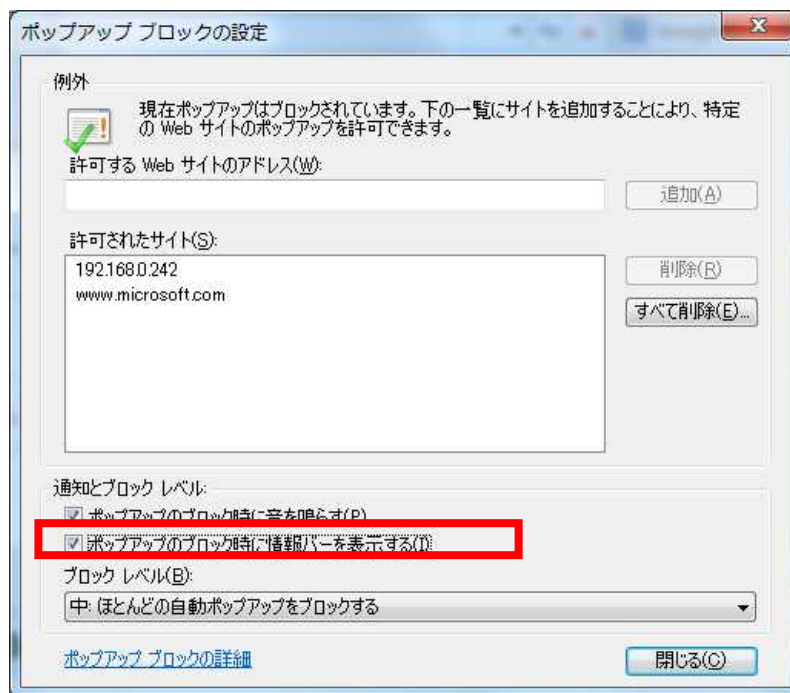 ポップアップ ブロックの設定
例外
現在ポップアップはブロックされています。下の一覧にサイトを追加することにより、特定
の Web サイトのポップアップを許可できます。
許可する Web サイトのアドレス(W):
追加(A)
許可されたサイト(S):
192.168.0.242
削除(R)
www.microsoft.com
すべて削除(E)...
通知とブロック レベル:
ポップアップのブロック時に音を鳴らす(P)
ポップアップのブロック時に情報バーを表示する(I)
ブロック レベル(B):
中: ほとんどの自動ポップアップをブロックする
ポップアップ ブロックの詳細
閉じる(C)